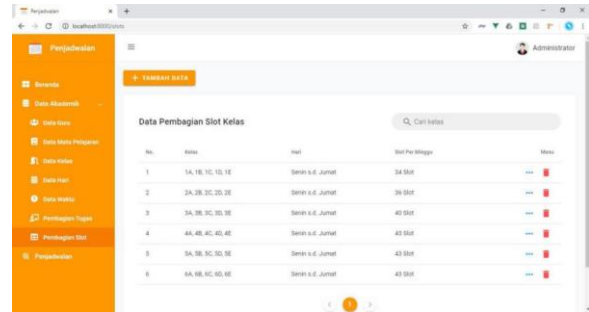 Penjadwalan
localhost:8000/slots
Penjadwalan
Administrator
+ TAMBAH DATA
Beranda
Data Akademik
Data Guru
Data Mata Pelajaran
Data Kelas
Data Hari
Data Waktu
Pembagian Tugas
Pembagian Slot
Penjadwalan
Data Pembagian Slot Kelas
Cari kelas
No. Kelas Hari Slot Per Minggu Menu
1 1A, 1B, 1C, 1D, 1E Senin s.d. Jumat 34 Slot
2 2A, 2B, 2C, 2D, 2E Senin s.d. Jumat 36 Slot
3 3A, 3B, 3C, 3D, 3E Senin s.d. Jumat 40 Slot
4 4A, 4B, 4C, 4D, 4E Senin s.d. Jumat 43 Slot
5 5A, 5B, 5C, 5D, 5E Senin s.d. Jumat 43 Slot
6 6A, 6B, 6C, 6D, 6E Senin s.d. Jumat 43 Slot
1